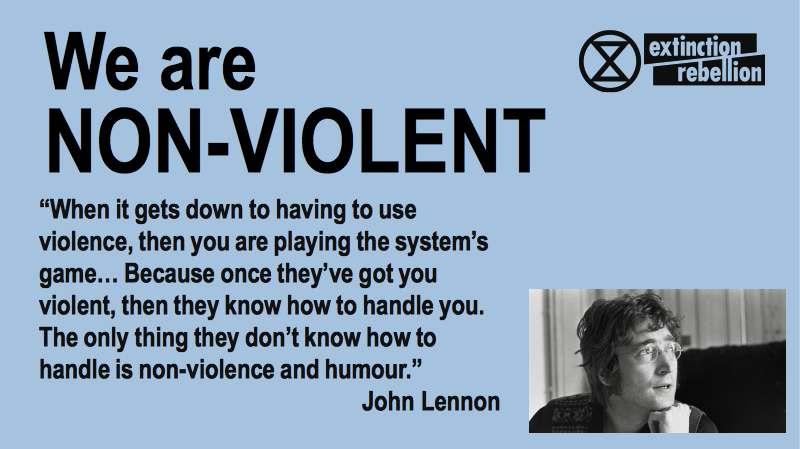 We are
extinction
rebellion
NON-VIOLENT
“When it gets down to having to use
violence, then you are playing the system’s
game… Because once they’ve got you
violent, then they know how to handle you.
The only thing they don’t know how to
handle is non-violence and humour.”
John Lennon